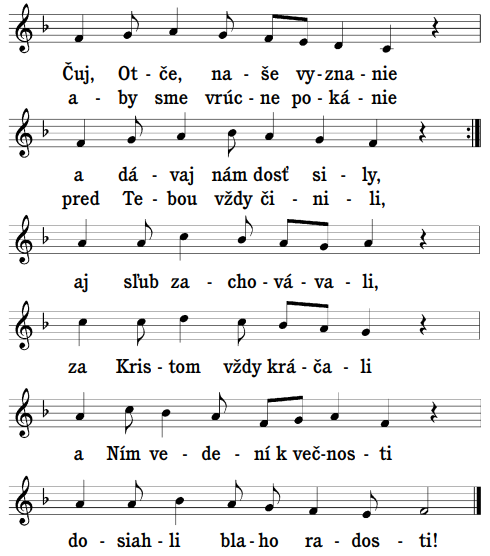 Čuj, Ot - če, na - še vy - zna - nie
a - by sme vrúc - ne po - ká - nie
a dá - vaj nám dosť si - ly,
pred Te - bou vždy či - ni - li,
aj sľub za - cho - vá - va - li,
za Kris - tom vždy krá - ča - li
a Ním ve - de - ní k več - nos - ti
do - siah - li bla - ho ra - dos - ti!